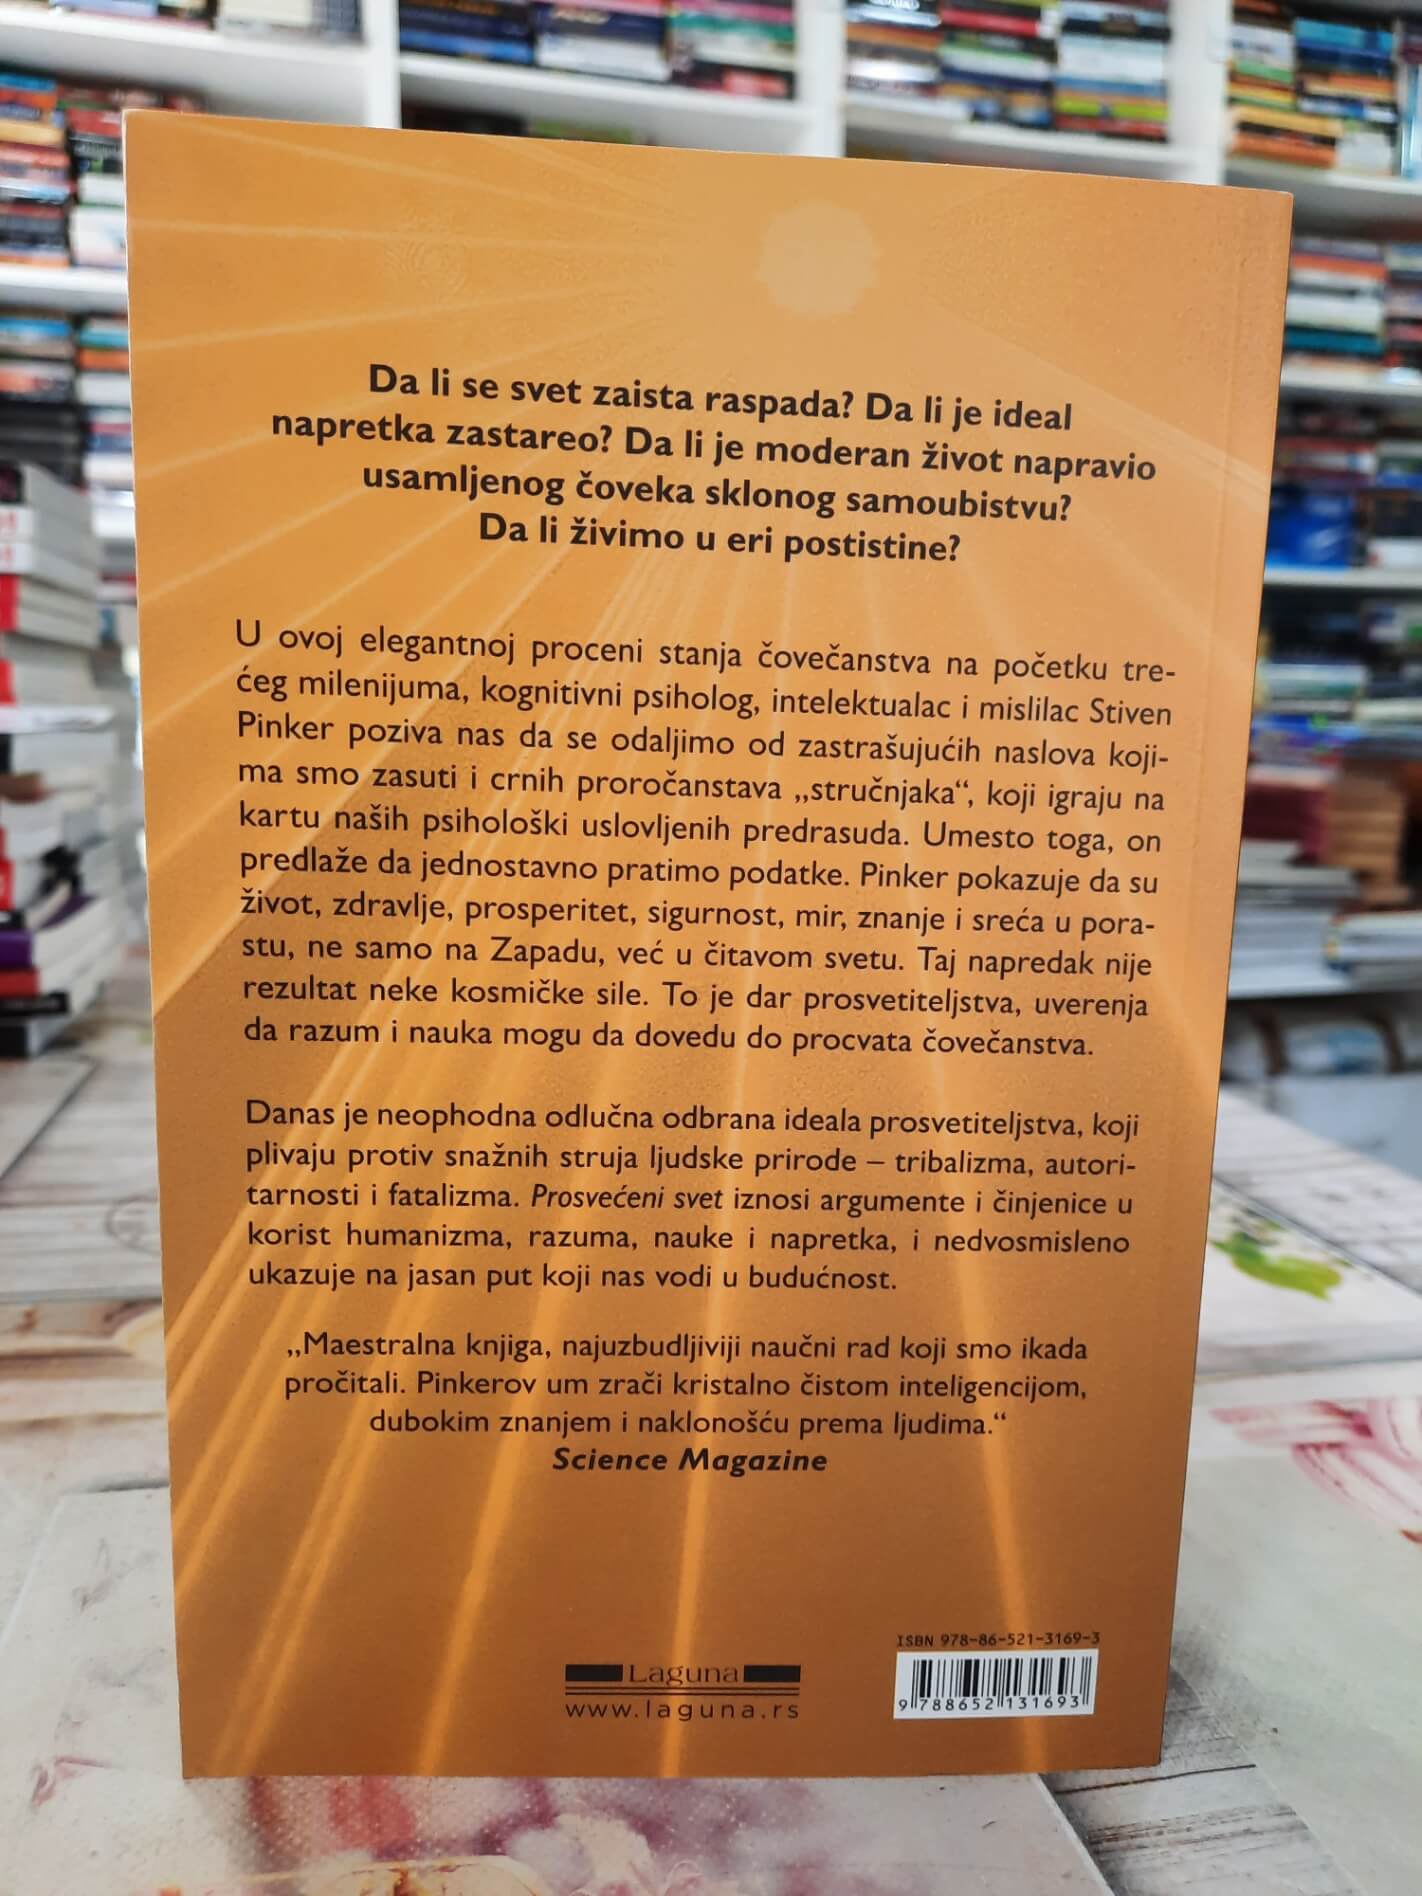 Da li se svet zaista raspada? Da li je ideal
napretka zastareo? Da li je moderan život napravio
usamljenog čoveka sklonog samoubistvu?
Da li živimo u eri postistine?
U ovoj elegantnoj proceni stanja čovečanstva na početku tre-
ćeg milenijuma, kognitivni psiholog, intelektualac i mislilac Stiven
Pinker poziva nas da se odaljimo od zastrašujućih naslova koji-
ma smo zasuti i crnih proročanstava „stručnjaka“, koji igraju na
kartu naših psihološki uslovljenih predrasuda. Umesto toga, on
predlaže da jednostavno pratimo podatke. Pinker pokazuje da su
život, zdravlje, prosperitet, sigurnost, mir, znanje i sreća u pora-
stu, ne samo na Zapadu, već u čitavom svetu. Taj napredak nije
rezultat neke kosmičke sile. To je dar prosvetiteljstva, uverenja
da razum i nauka mogu da dovedu do procvata čovečanstva.
Danas je neophodna odlučna odbrana ideala prosvetiteljstva, koji
plivaju protiv snažnih struja ljudske prirode – tribalizma, autori-
tarnosti i fatalizma. Prosvećeni svet iznosi argumente i činjenice u
korist humanizma, razuma, nauke i napretka, i nedvosmisleno
ukazuje na jasan put koji nas vodi u budućnost.
„Maestralna knjiga, najuzbudljiviji naučni rad koji smo ikada
pročitali. Pinkerov um zrači kristalno čistom inteligencijom,
dubokim znanjem i naklonošću prema ljudima.“
Science Magazine
ISBN 978-86-521-3169-3
Laguna
www.laguna.rs
9 788652 131693